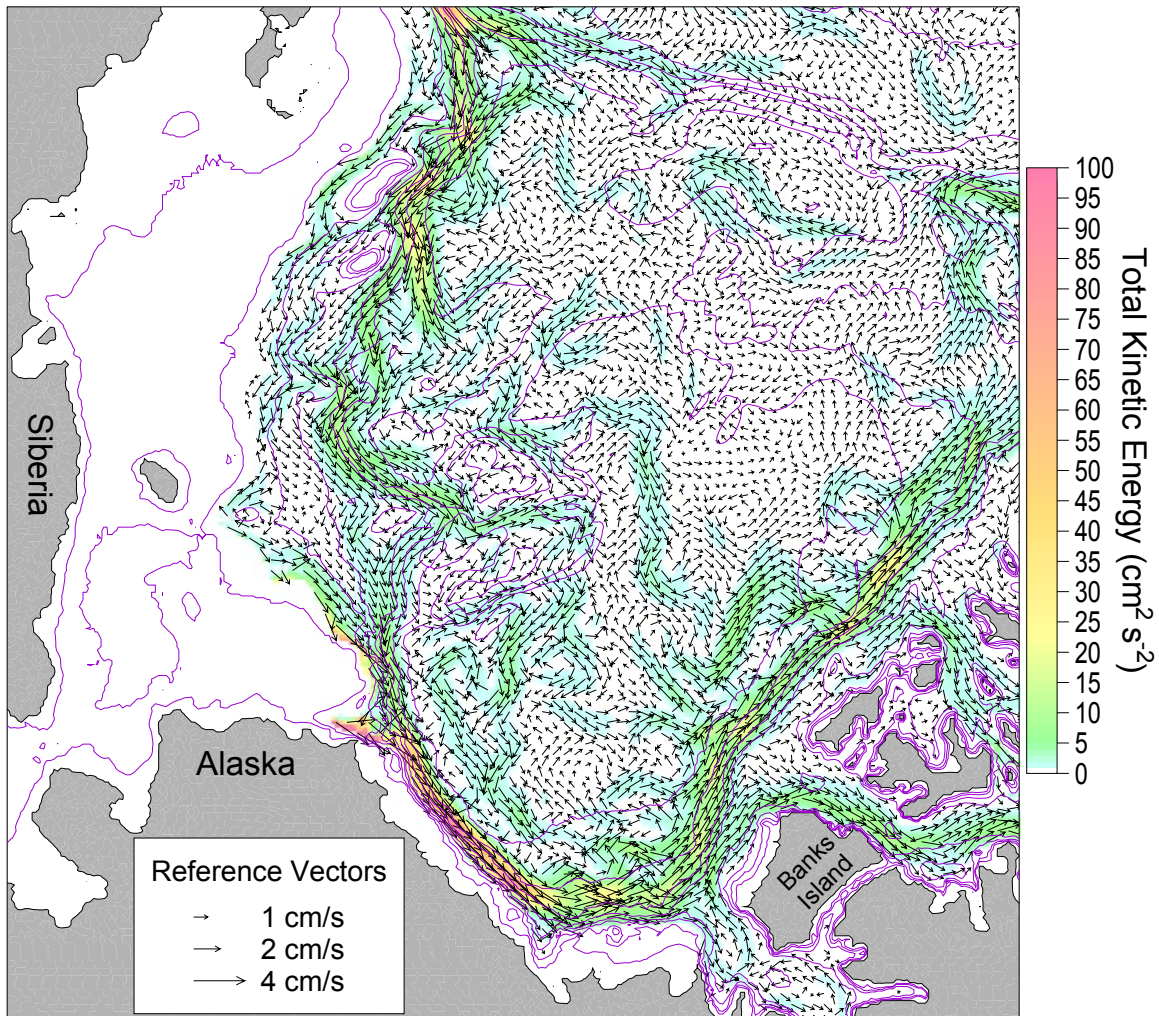 Siberia
Alaska
Banks
Island
Reference Vectors
1 cm/s
2 cm/s
4 cm/s
100
95
90
85
80
75
70
65
60
55
50
45
40
35
30
25
20
15
10
5
0
Total Kinetic Energy (cm² s⁻²)